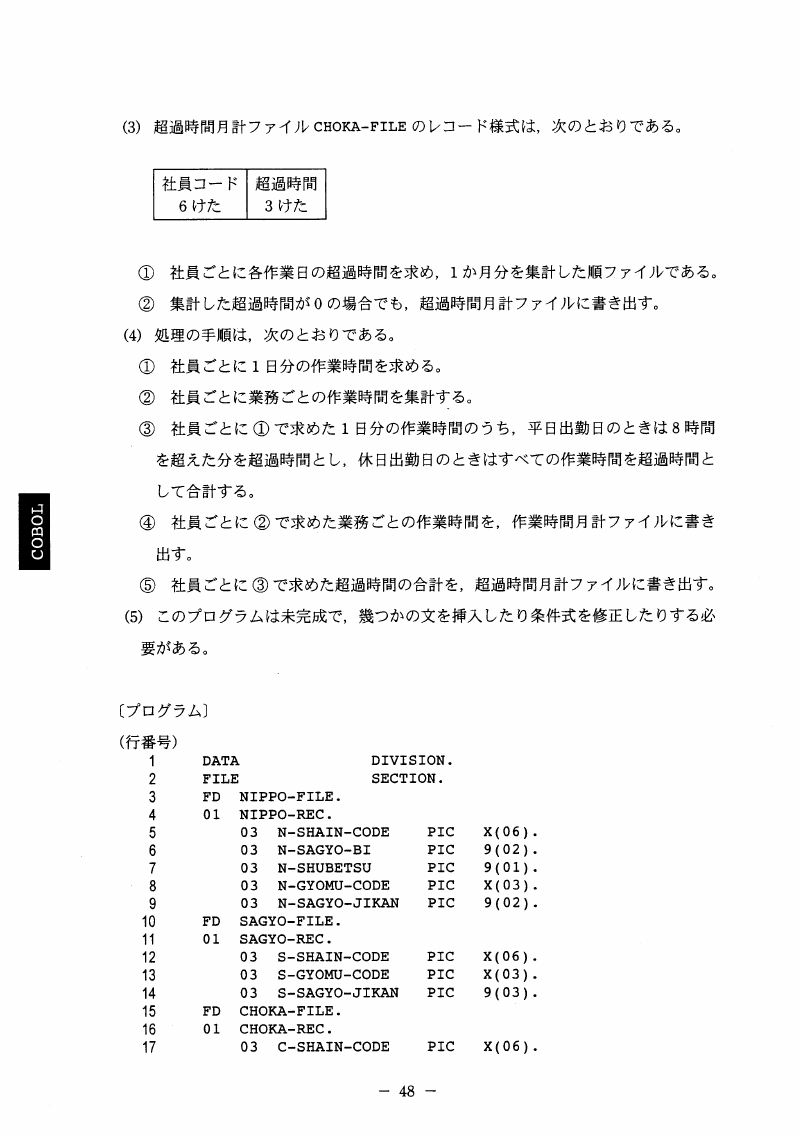 (3) 超過時間月計ファイル CHOKA-FILE のレコード様式は，次のとおりである。
社員コード 超過時間
6 けた 3 けた
① 社員ごとに各作業日の超過時間を求め，1 か月分を集計した順ファイルである。
② 集計した超過時間が 0 の場合でも，超過時間月計ファイルに書き出す。
(4) 処理の手順は，次のとおりである。
① 社員ごとに 1 日分の作業時間を求める。
② 社員ごとに業務ごとの作業時間を集計する。
③ 社員ごとに ① で求めた 1 日分の作業時間のうち，平日出勤日のときは 8 時間
を超えた分を超過時間とし，休日出勤日のときはすべての作業時間を超過時間と
して合計する。
④ 社員ごとに ② で求めた業務ごとの作業時間を，作業時間月計ファイルに書き
出す。
⑤ 社員ごとに ③ で求めた超過時間の合計を，超過時間月計ファイルに書き出す。
(5) このプログラムは未完成で，幾つかの文を挿入したり条件式を修正したりする必
要がある。
COBOL
〔プログラム〕
(行番号)
1 DATA DIVISION.
2 FILE SECTION.
3 FD NIPPO-FILE.
4 01 NIPPO-REC.
5 03 N-SHAIN-CODE PIC X(06).
6 03 N-SAGYO-BI PIC 9(02).
7 03 N-SHUBETSU PIC 9(01).
8 03 N-GYOMU-CODE PIC X(03).
9 03 N-SAGYO-JIKAN PIC 9(02).
10 FD SAGYO-FILE.
11 01 SAGYO-REC.
12 03 S-SHAIN-CODE PIC X(06).
13 03 S-GYOMU-CODE PIC X(03).
14 03 S-SAGYO-JIKAN PIC 9(03).
15 FD CHOKA-FILE.
16 01 CHOKA-REC.
17 03 C-SHAIN-CODE PIC X(06).
— 48 —